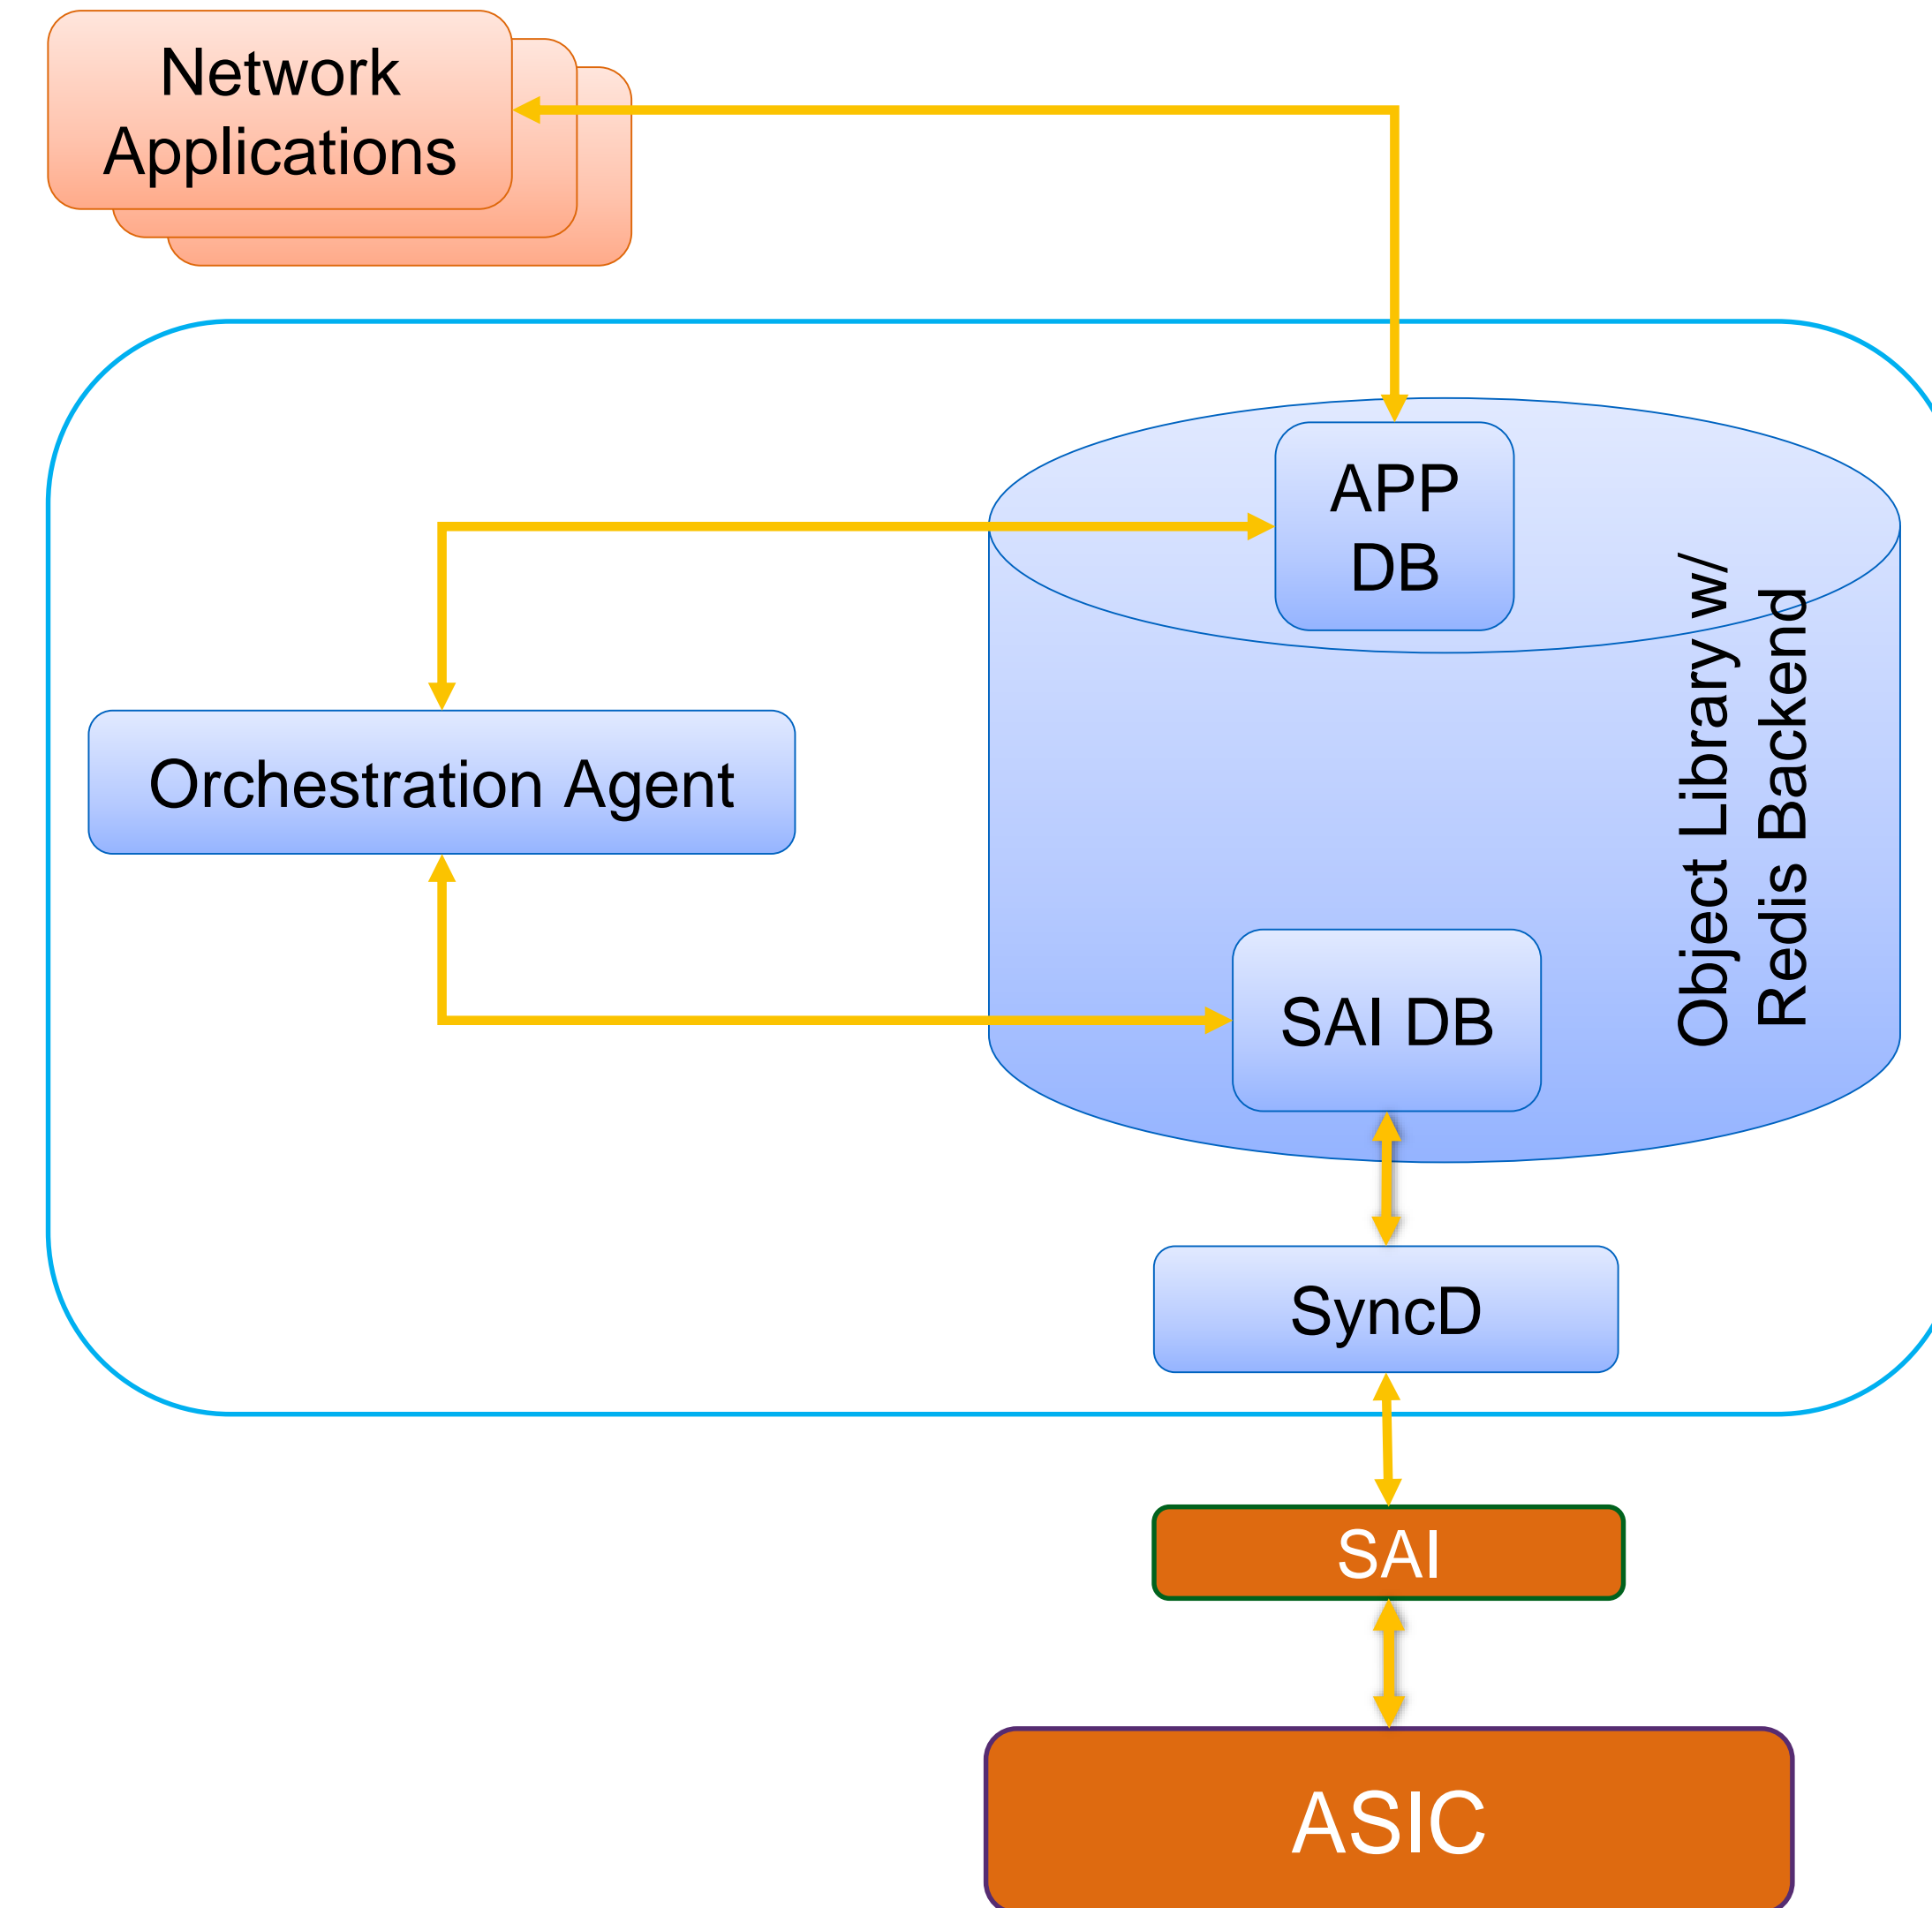 Network
Applications
APP
DB
Object Library w/
Redis Backend
Orchestration Agent
SAI DB
SyncD
SAI
ASIC